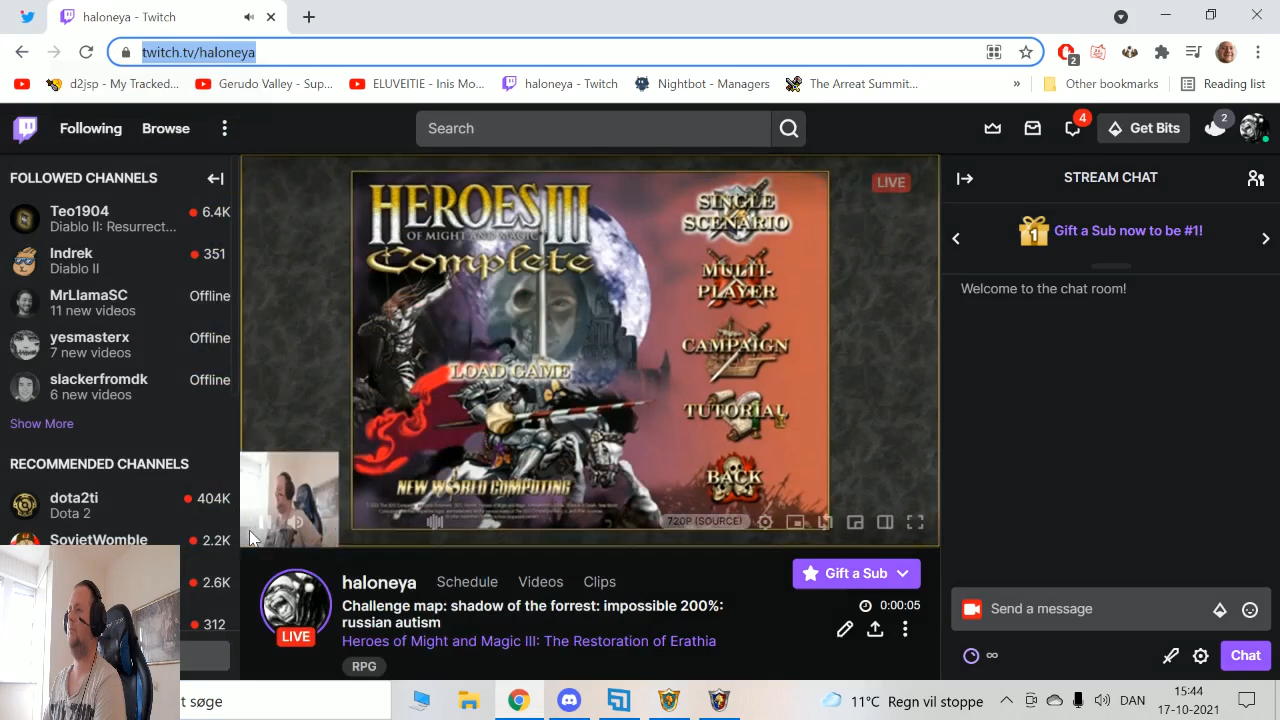 haloneya - Twitch
twitch.tv/haloneya
2
d2jsp - My Tracked...
Gerudo Valley - Sup...
ELUVEITIE - Inis Mo...
haloneya - Twitch
Nightbot - Managers
The Arreat Summit...
»
Other bookmarks
Reading list
Following
Browse
Search
4
Get Bits
2
FOLLOWED CHANNELS
Teo1904
6.4K
Diablo II: Resurrect...
Indrek
351
Diablo II
MrLlamaSC
Offline
11 new videos
yesmasterx
Offline
7 new videos
slackerfromdk
Offline
6 new videos
Show More
RECOMMENDED CHANNELS
dota2ti
404K
Dota 2
SovietWomble
2.2K
2.6K
312
HEROES III
OF MIGHT AND MAGIC
Complete
LOAD GAME
NEW WORLD COMPUTING
SINGLE
SCENARIO
MULTI-
PLAYER
CAMPAIGN
TUTORIAL
BACK
LIVE
720P (SOURCE)
LIVE
haloneya
Schedule
Videos
Clips
Gift a Sub
Challenge map: shadow of the forrest: impossible 200%:
russian autism
0:00:05
Heroes of Might and Magic III: The Restoration of Erathia
RPG
STREAM CHAT
1
Gift a Sub now to be #1!
Welcome to the chat room!
Send a message
∞
Chat
t søge
11°C Regn vil stoppe
DAN
15:44
17-10-2021